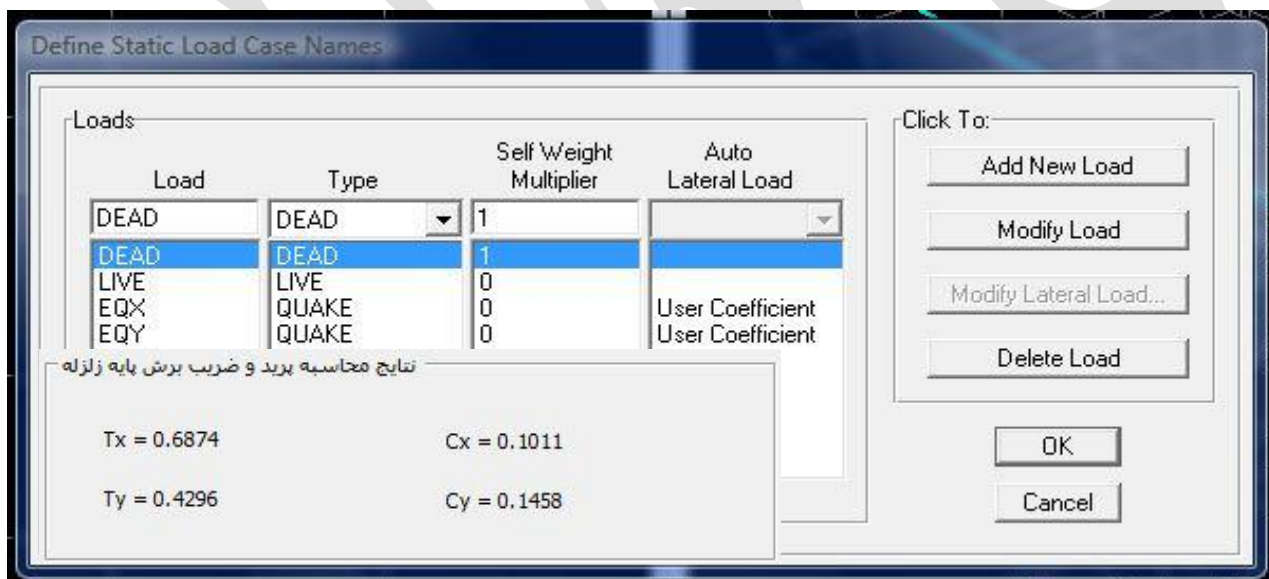 Define Static Load Case Names
Loads
Load Type Self Weight Multiplier Auto Lateral Load
DEAD DEAD 1
DEAD DEAD 1
LIVE LIVE 0
EQX QUAKE 0 User Coefficient
EQY QUAKE 0 User Coefficient
Click To:
Add New Load
Modify Load
Modify Lateral Load...
Delete Load
OK
Cancel
نتایج محاسبه پرید و ضریب برش پایه زلزله
Tx = 0.6874 Cx = 0.1011
Ty = 0.4296 Cy = 0.1458